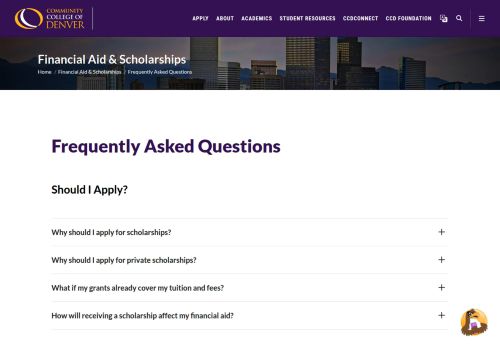 COMMUNITY
COLLEGE OF
DENVER
APPLY ABOUT ACADEMICS STUDENT RESOURCES CCDCONNECT CCD FOUNDATION
Financial Aid & Scholarships
Home / Financial Aid & Scholarships / Frequently Asked Questions
Frequently Asked Questions
Should I Apply?
Why should I apply for scholarships?
Why should I apply for private scholarships?
What if my grants already cover my tuition and fees?
How will receiving a scholarship affect my financial aid?